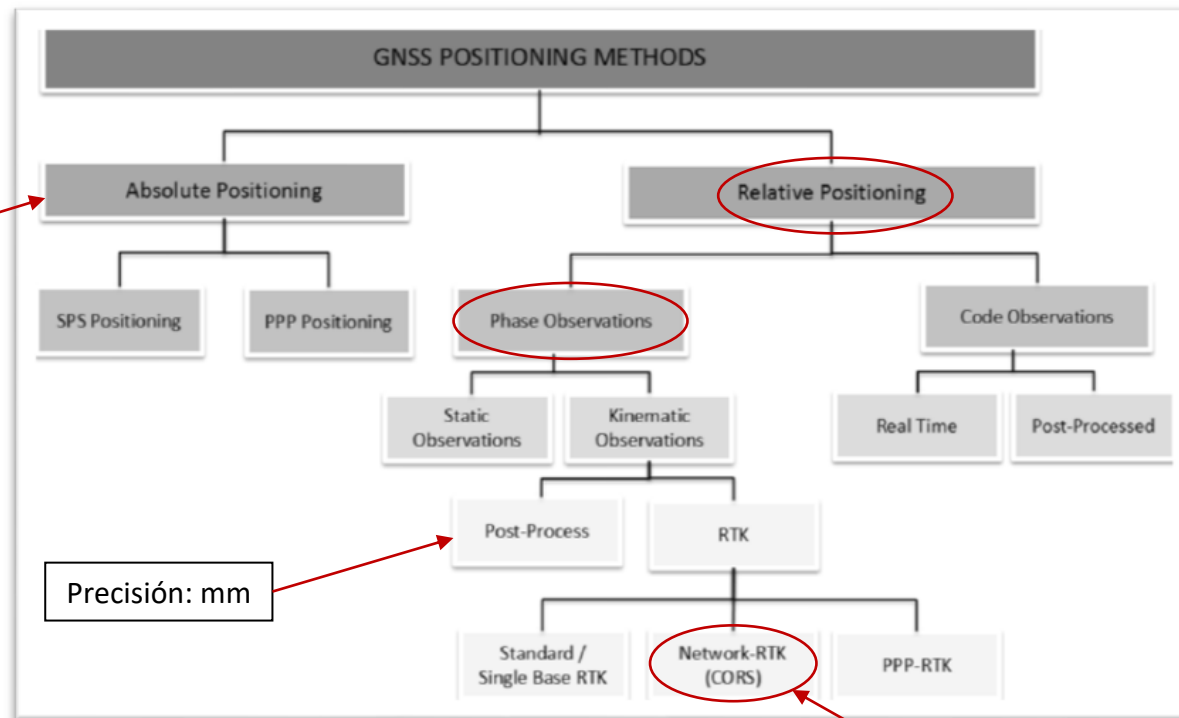 GNSS POSITIONING METHODS
Absolute Positioning
Relative Positioning
SPS Positioning
PPP Positioning
Phase Observations
Code Observations
Static
Observations
Kinematic
Observations
Real Time
Post-Processed
Post-Process
RTK
Precisión: mm
Standard /
Single Base RTK
Network-RTK
(CORS)
PPP-RTK